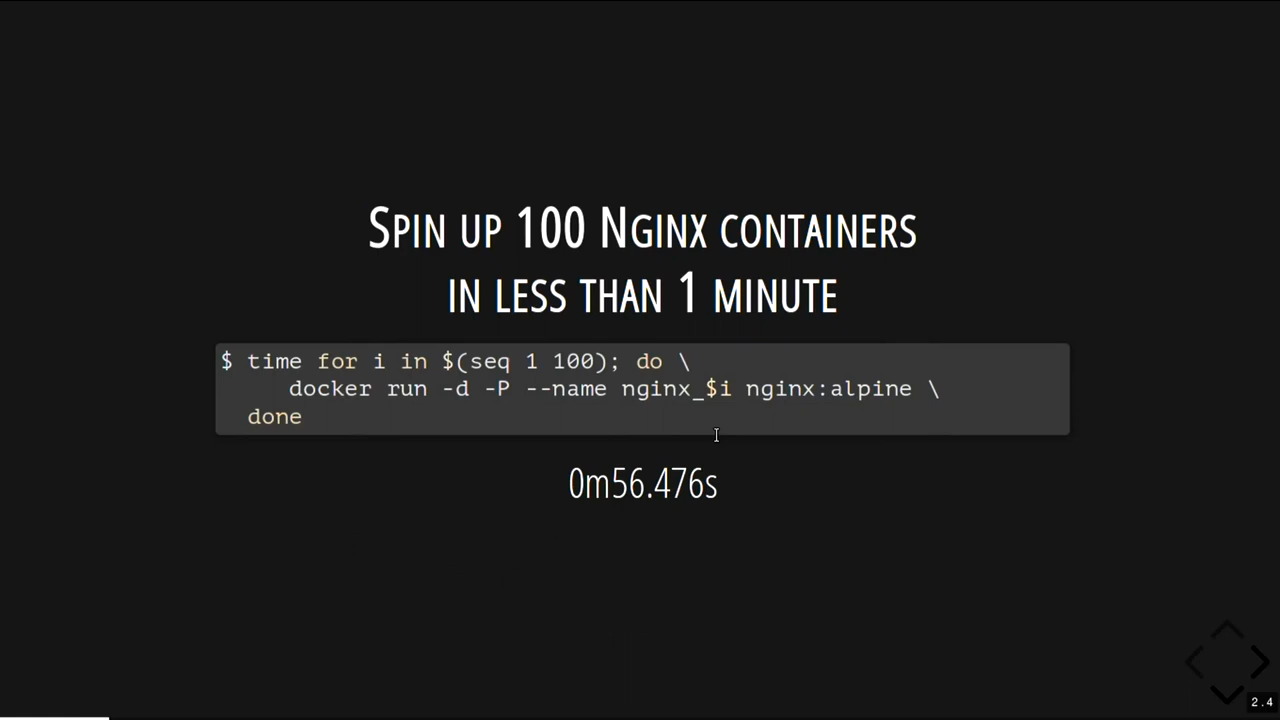 Spin up 100 Nginx containers
in less than 1 minute
$ time for i in $(seq 1 100); do \
docker run -d -P --name nginx_$i nginx:alpine \
done
0m56.476s
2.4